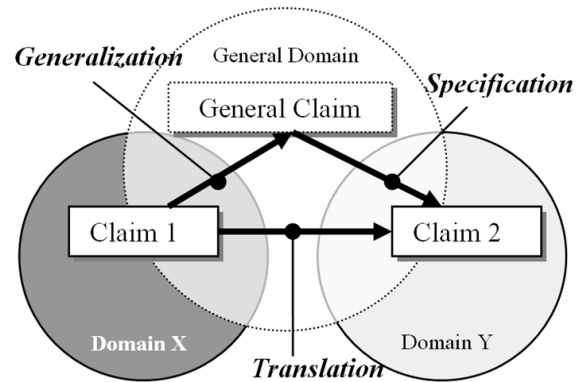 Generalization
General Domain
Specification
General Claim
Claim 1
Claim 2
Domain X
Domain Y
Translation